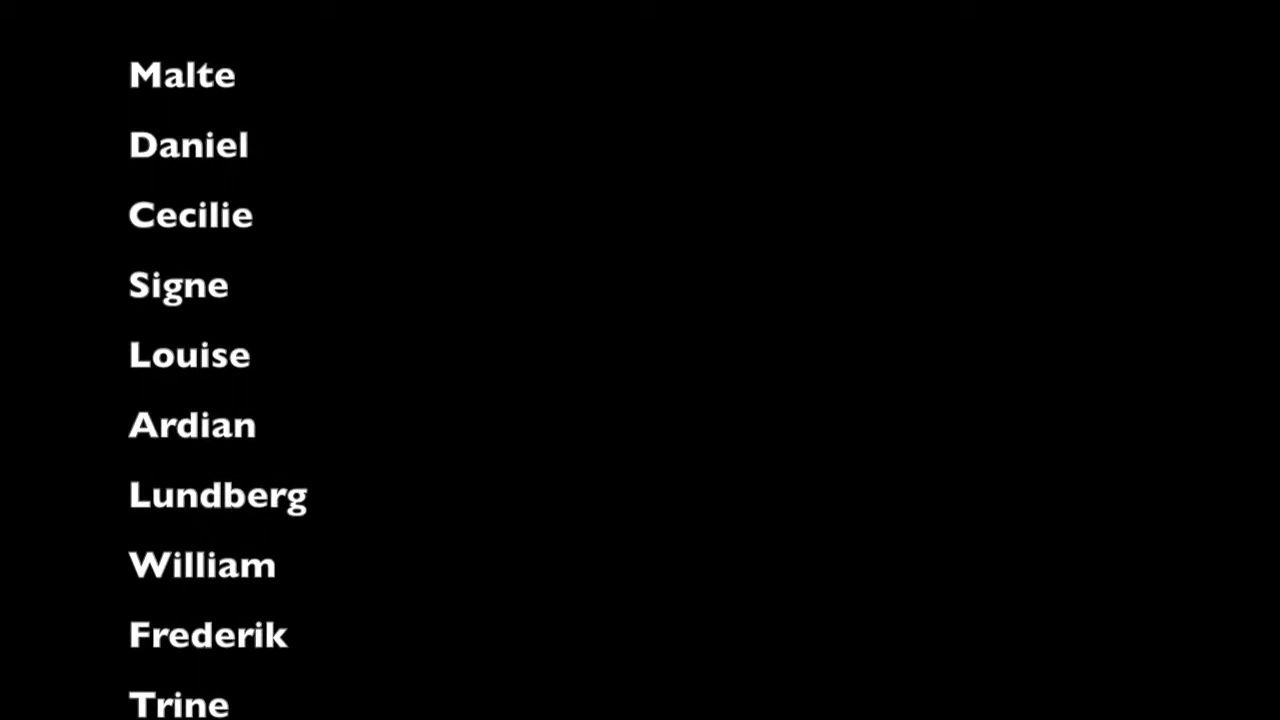 Malte
Daniel
Cecilie
Signe
Louise
Ardian
Lundberg
William
Frederik
Trine